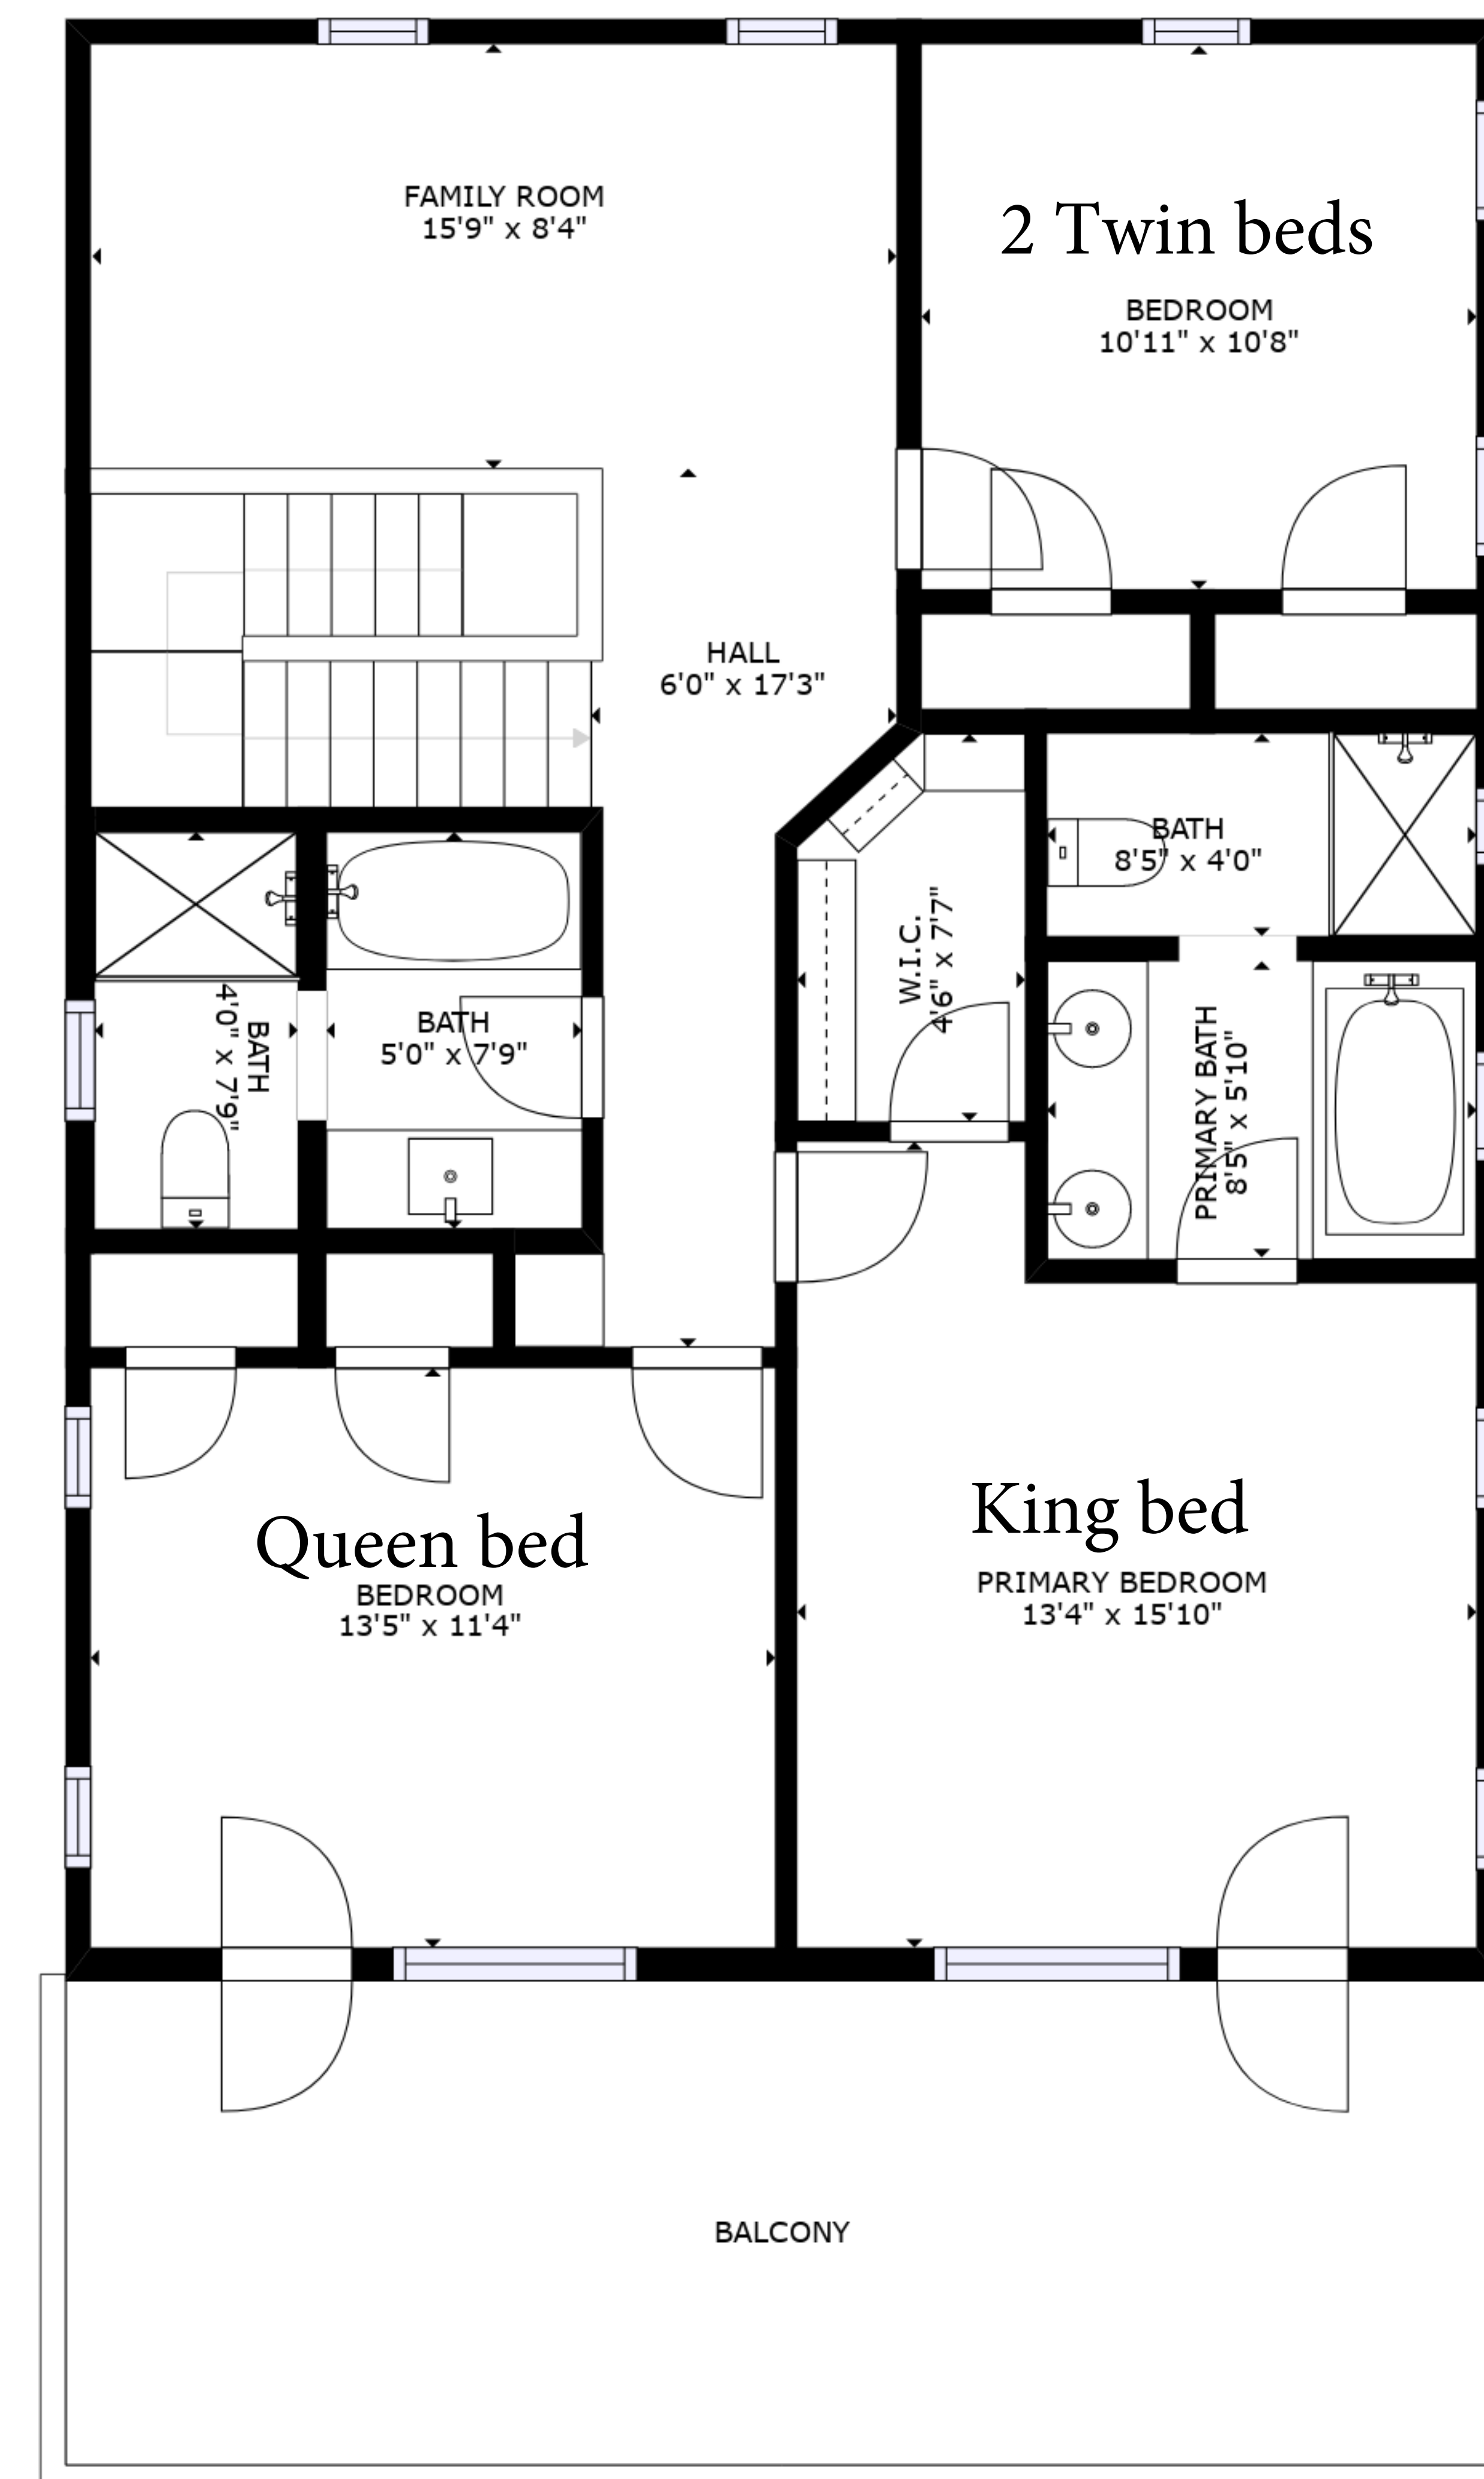 FAMILY ROOM
15'9" x 8'4"
2 Twin beds
BEDROOM
10'11" x 10'8"
HALL
6'0" x 17'3"
BATH
8'5" x 4'0"
W.I.C.
4'6" x 7'7"
BATH
4'0" x 7'9"
BATH
5'0" x 7'9"
PRIMARY BATH
8'5" x 5'10"
Queen bed
BEDROOM
13'5" x 11'4"
King bed
PRIMARY BEDROOM
13'4" x 15'10"
BALCONY